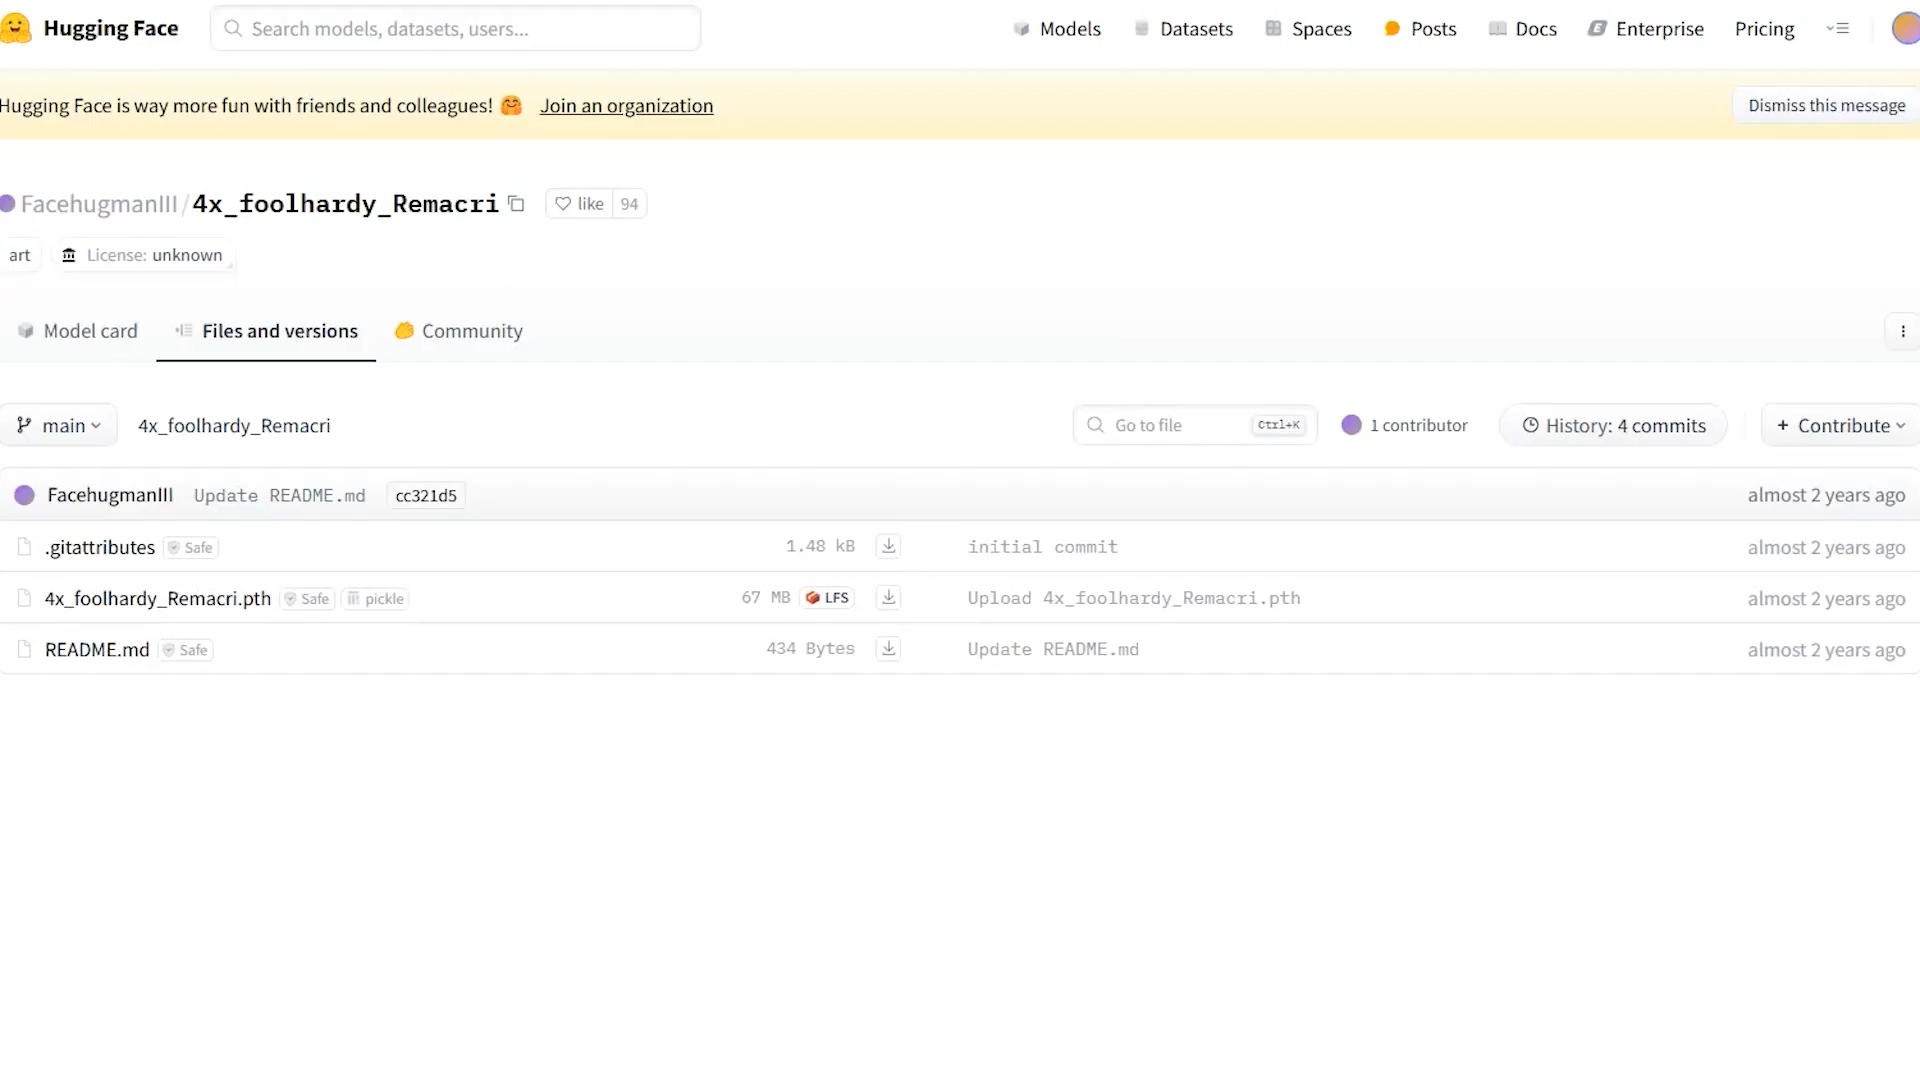 Hugging Face Search models, datasets, users... Models Datasets Spaces Posts Docs Enterprise Pricing
Hugging Face is way more fun with friends and colleagues! 🤗 Join an organization Dismiss this message
FacehugmanIII/4x_foolhardy_Remacri like 94
art License: unknown
Model card Files and versions Community
main 4x_foolhardy_Remacri Go to file Ctrl+K 1 contributor History: 4 commits + Contribute
FacehugmanIII Update README.md cc321d5 almost 2 years ago
.gitattributes Safe 1.48 kB initial commit almost 2 years ago
4x_foolhardy_Remacri.pth Safe pickle 67 MB LFS Upload 4x_foolhardy_Remacri.pth almost 2 years ago
README.md Safe 434 Bytes Update README.md almost 2 years ago